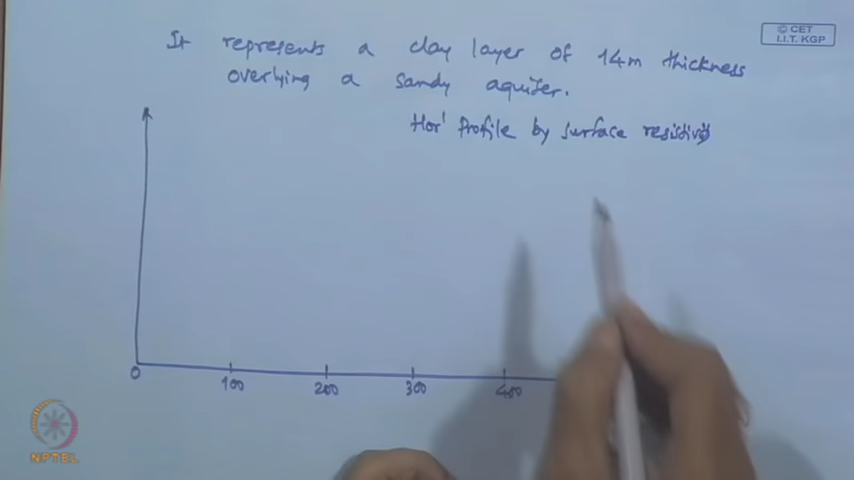 © CET
I.I.T. KGP
It represents a clay layer of 14m thickness
overlying a sandy aquifer.
Hor' Profile by surface
0 100 200 300 400
NPTEL